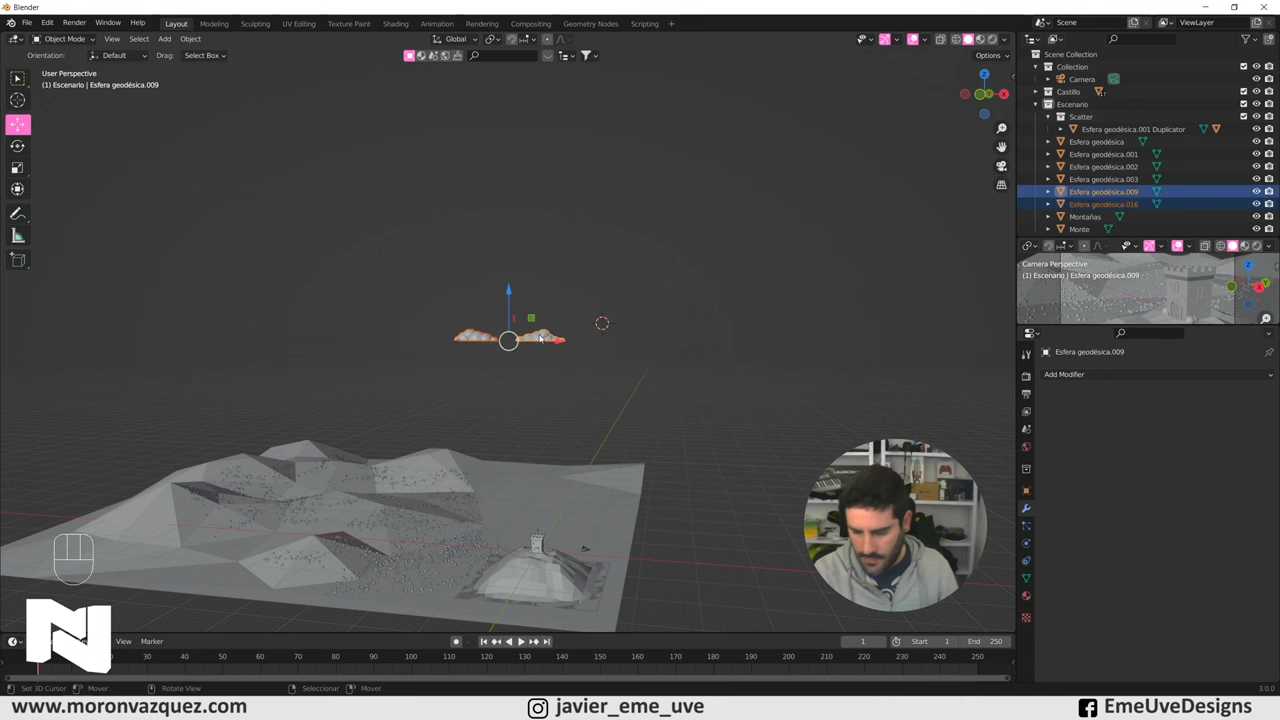 Blender
File Edit Render Window Help
Layout Modeling Sculpting UV Editing Texture Paint Shading Animation Rendering Compositing Geometry Nodes Scripting +
Scene
ViewLayer
Object Mode View Select Add Object
Global
Orientation: Default Drag: Select Box
Options
User Perspective
(1) Escenario | Esfera geodésica.009
Z
X
Y
Scene Collection
Collection
Camera
Castillo
Escenario
Scatter
Esfera geodésica.001 Duplicator
Esfera geodésica
Esfera geodésica.001
Esfera geodésica.002
Esfera geodésica.003
Esfera geodésica.009
Esfera geodésica.016
Montañas
Monte
Camera Perspective
(1) Escenario | Esfera geodésica.009
Esfera geodésica.009
Add Modifier
N
View Marker
1
Start 1
End 250
30 40 50 60 70 80 90 100 110 120 130 140 150 160 170 180 190 200 210 220 230 240 250
Set 3D Cursor Mover Rotate View Seleccionar Mover
3.0.0
www.moronvazquez.com javier_eme_uve EmeUveDesigns